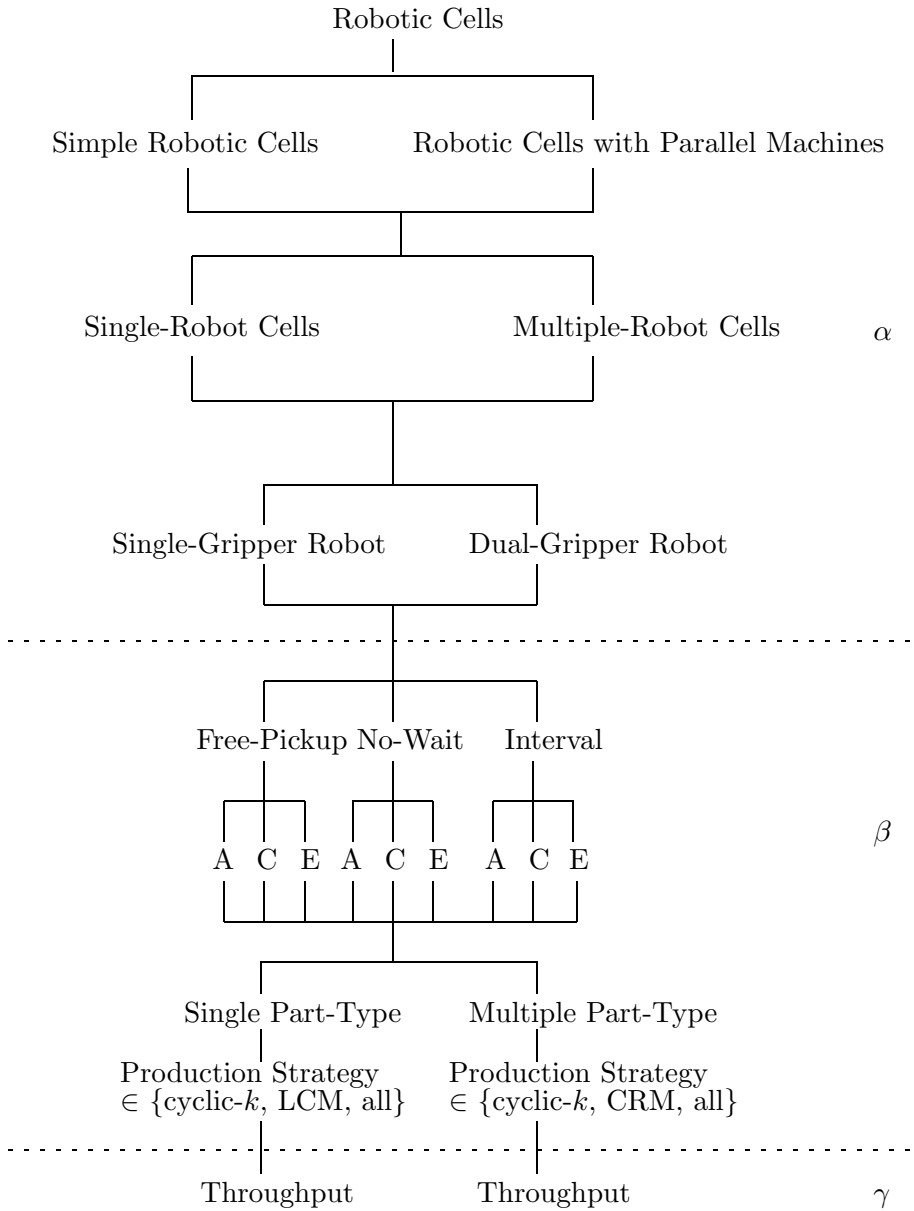 Robotic Cells
Simple Robotic Cells
Robotic Cells with Parallel Machines
Single-Robot Cells
Multiple-Robot Cells
α
Single-Gripper Robot
Dual-Gripper Robot
Free-Pickup No-Wait Interval
β
A C E A C E A C E
Single Part-Type
Multiple Part-Type
Production Strategy
∈ {cyclic-k, LCM, all}
Production Strategy
∈ {cyclic-k, CRM, all}
Throughput
Throughput
γ